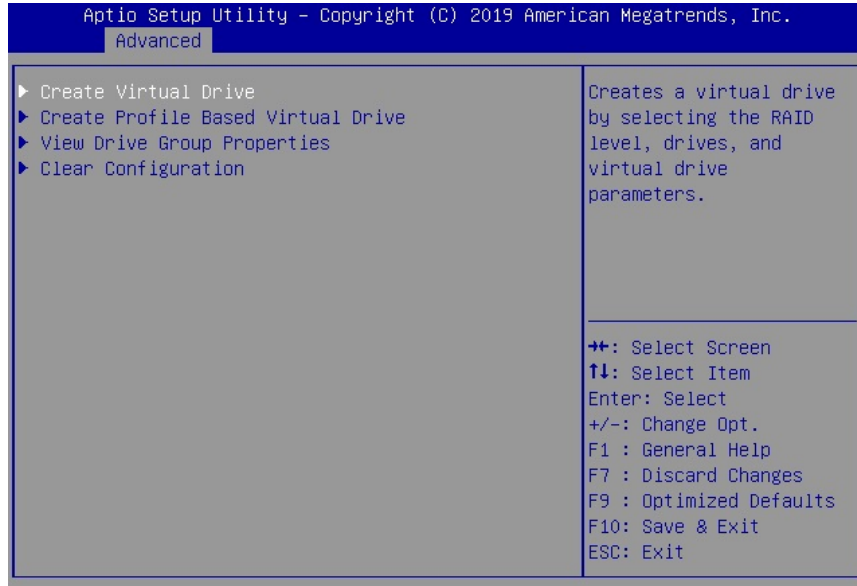 Aptio Setup Utility – Copyright (C) 2019 American Megatrends, Inc.
Advanced
▶ Create Virtual Drive
▶ Create Profile Based Virtual Drive
▶ View Drive Group Properties
▶ Clear Configuration
Creates a virtual drive
by selecting the RAID
level, drives, and
virtual drive
parameters.
→←: Select Screen
↑↓: Select Item
Enter: Select
+/-: Change Opt.
F1 : General Help
F7 : Discard Changes
F9 : Optimized Defaults
F10: Save & Exit
ESC: Exit